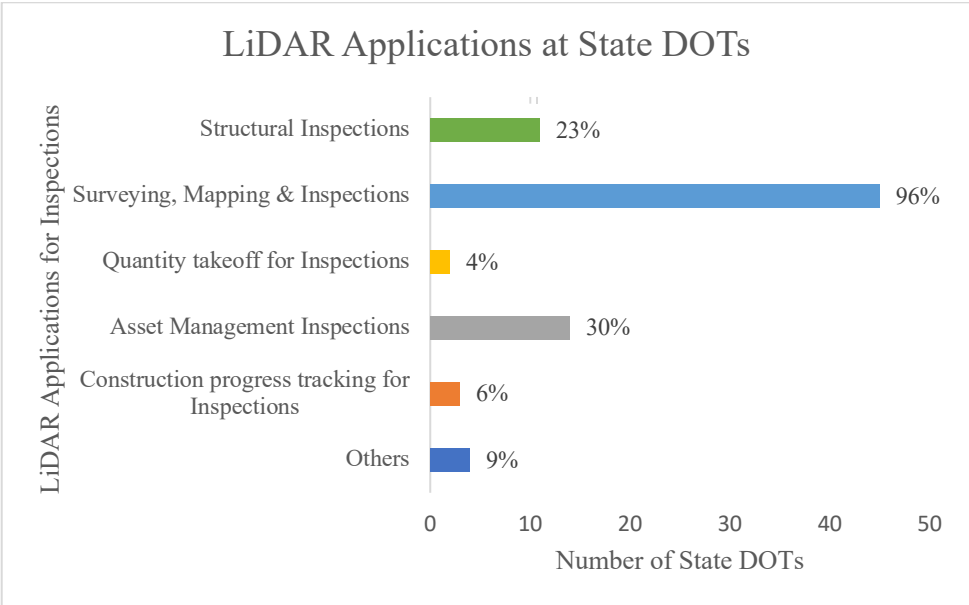 LiDAR Applications at State DOTs
LiDAR Applications for Inspections
Structural Inspections
23%
Surveying, Mapping & Inspections
96%
Quantity takeoff for Inspections
4%
Asset Management Inspections
30%
Construction progress tracking for
Inspections
6%
Others
9%
0 10 20 30 40 50
Number of State DOTs